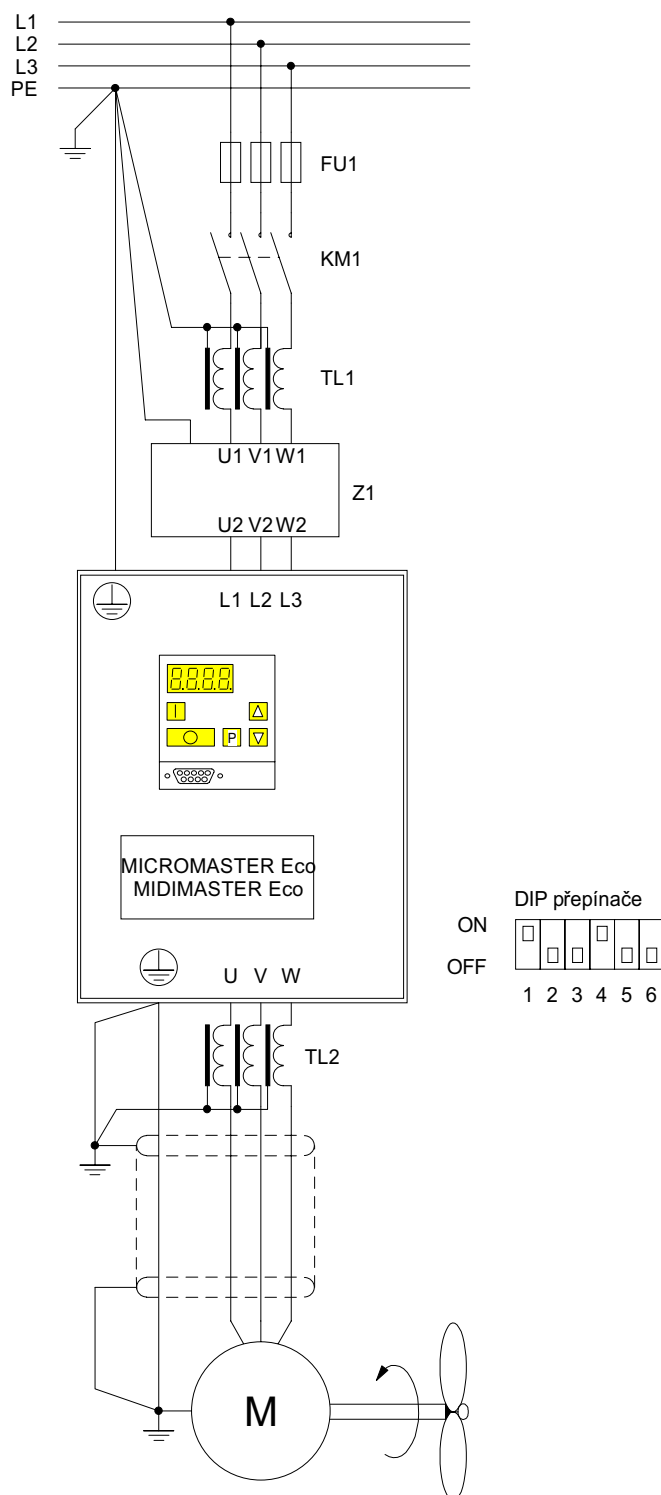 L1
L2
L3
PE
FU1
KM1
TL1
U1 V1 W1
Z1
U2 V2 W2
L1 L2 L3
8.8.8.8.
P
MICROMASTER Eco
MIDIMASTER Eco
DIP přepínače
ON
OFF
1 2 3 4 5 6
U V W
TL2
M